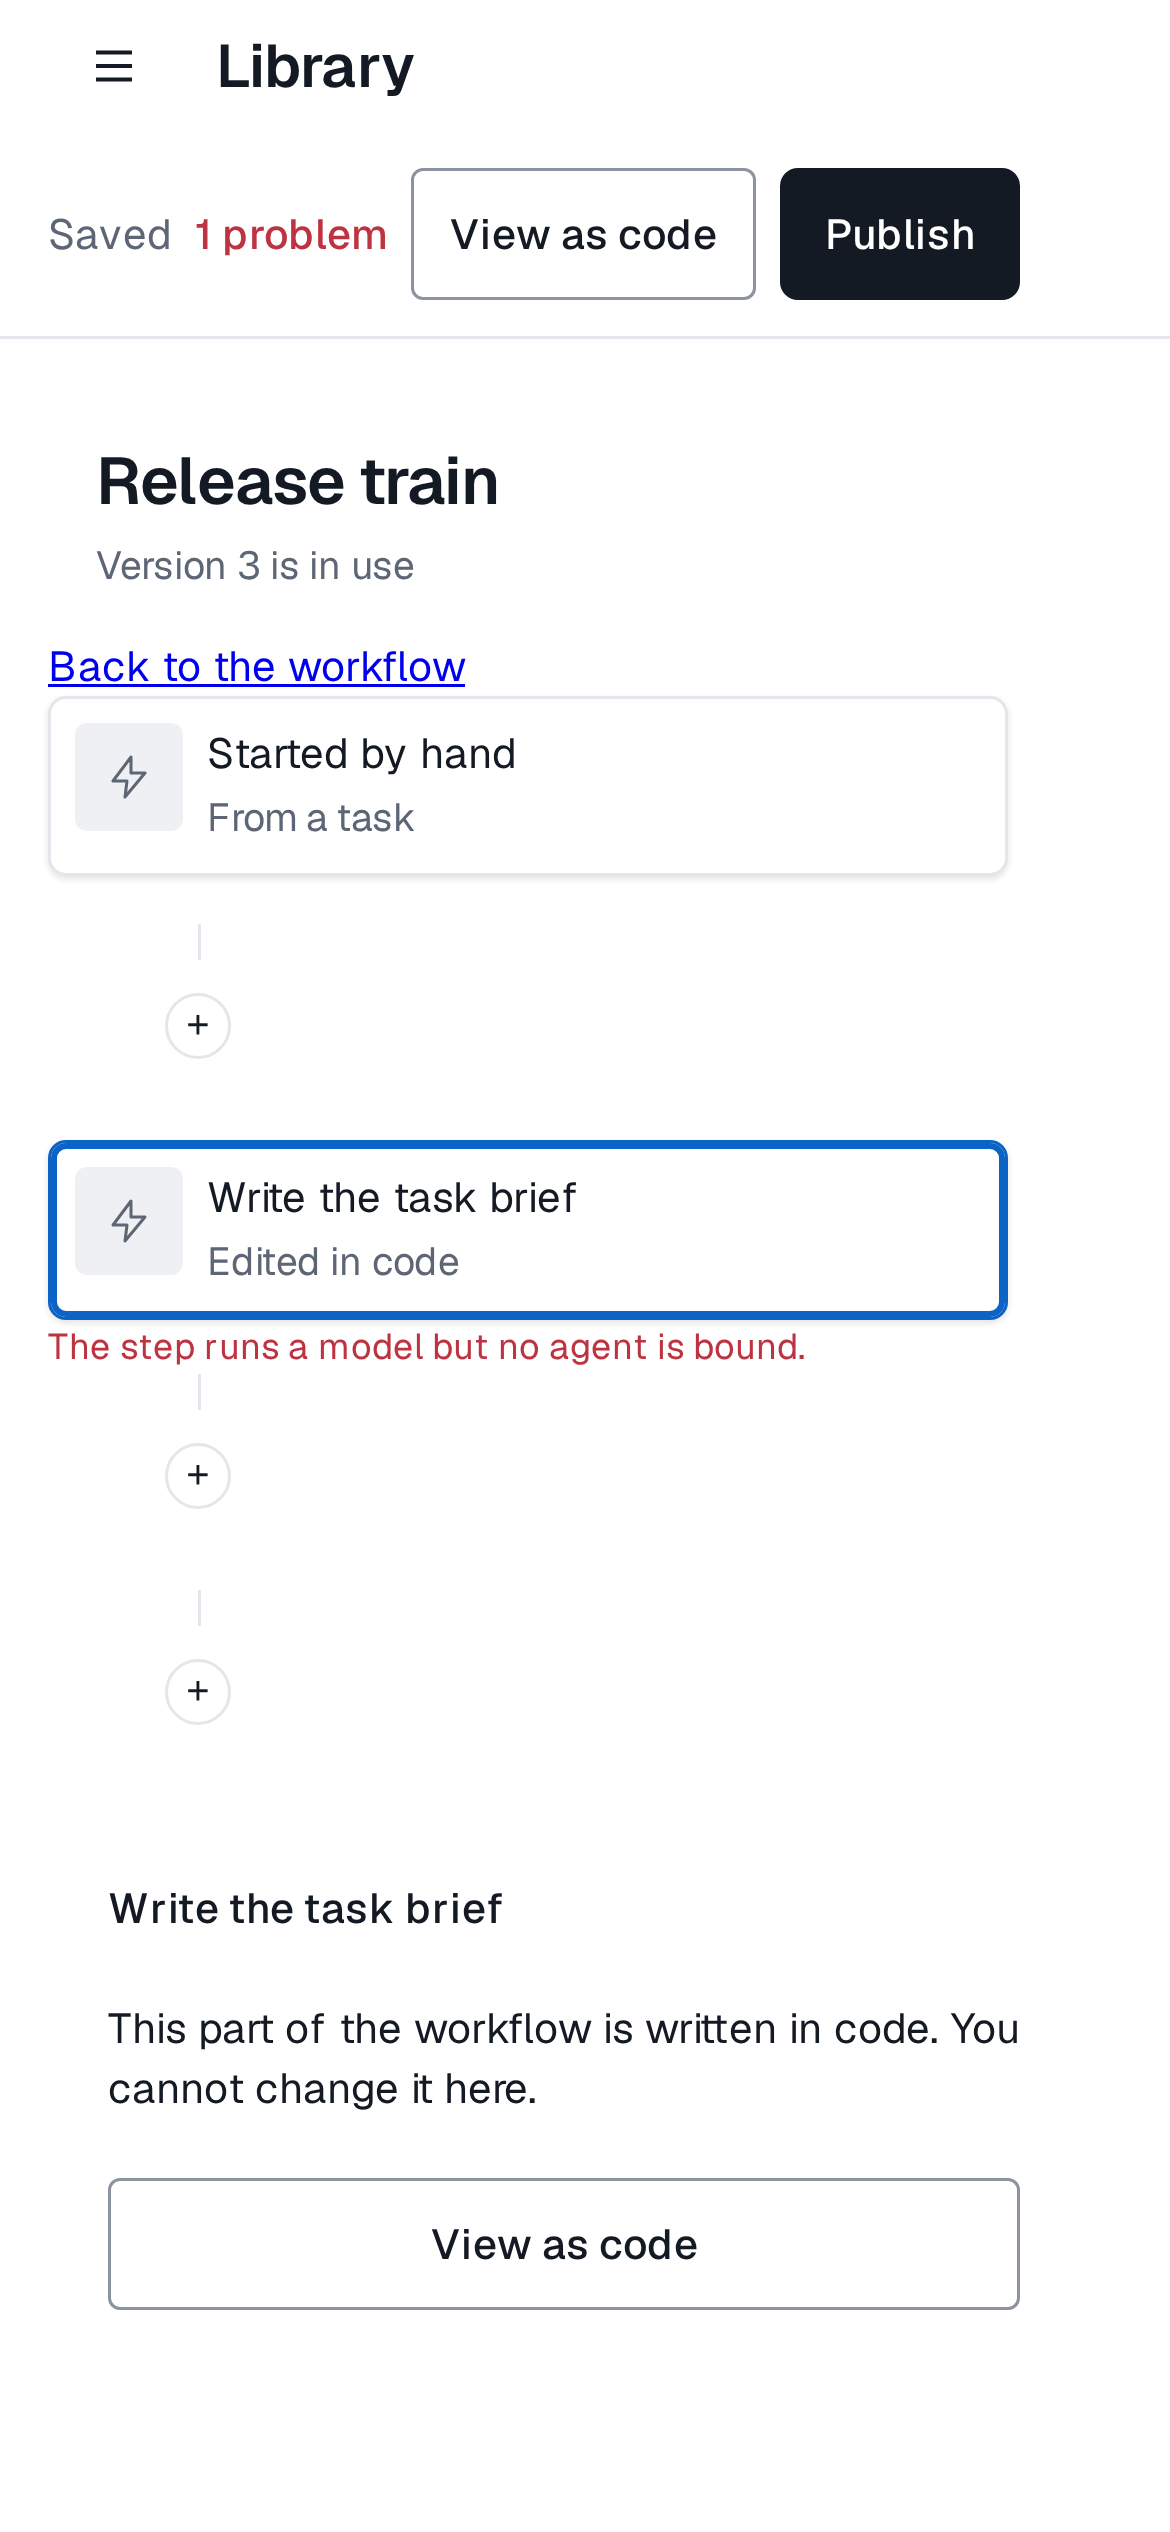 Library
Saved 1 problem View as code Publish
Release train
Version 3 is in use
Back to the workflow
Started by hand
From a task
+
Write the task brief
Edited in code
The step runs a model but no agent is bound.
+
+
Write the task brief
This part of the workflow is written in code. You
cannot change it here.
View as code